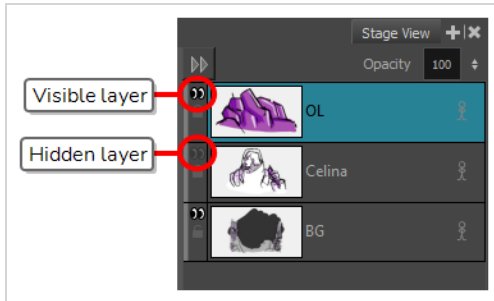 Stage View
Opacity 100
Visible layer
OL
Hidden layer
Celina
BG